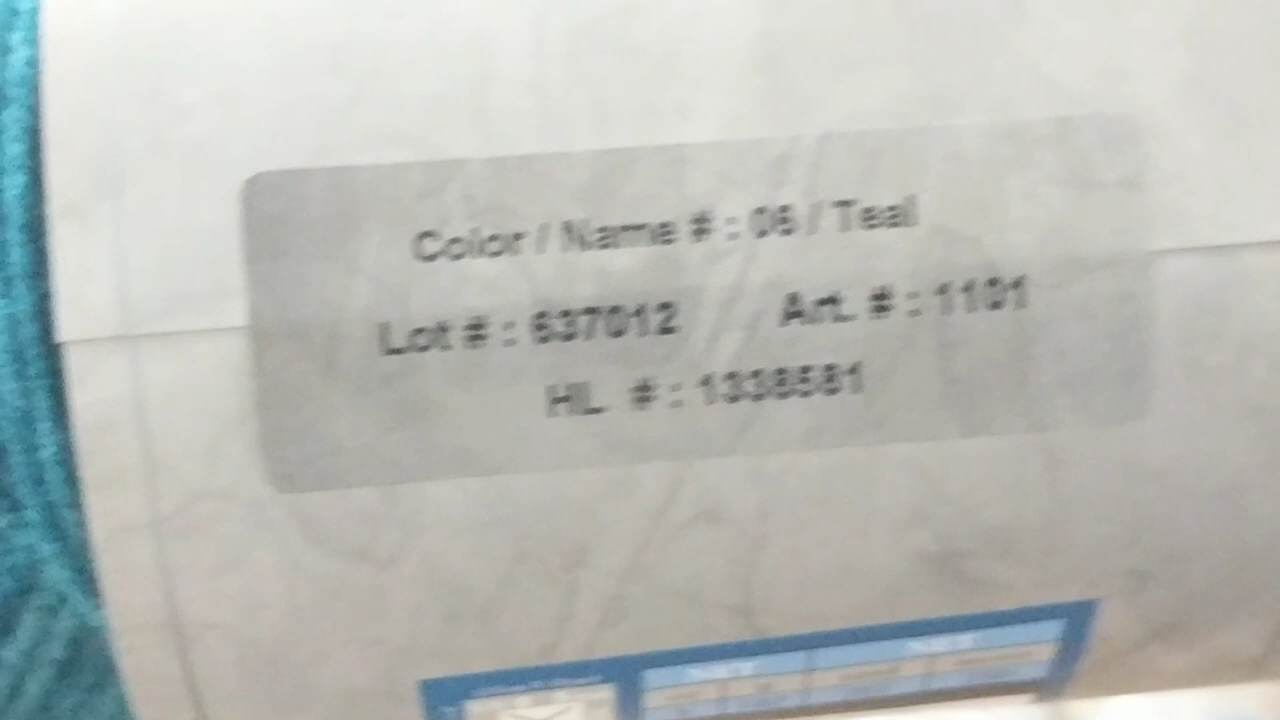 Color / Name # : 06 / Teal
Lot # : 637012 Art. # : 1101
HL # : 1338581